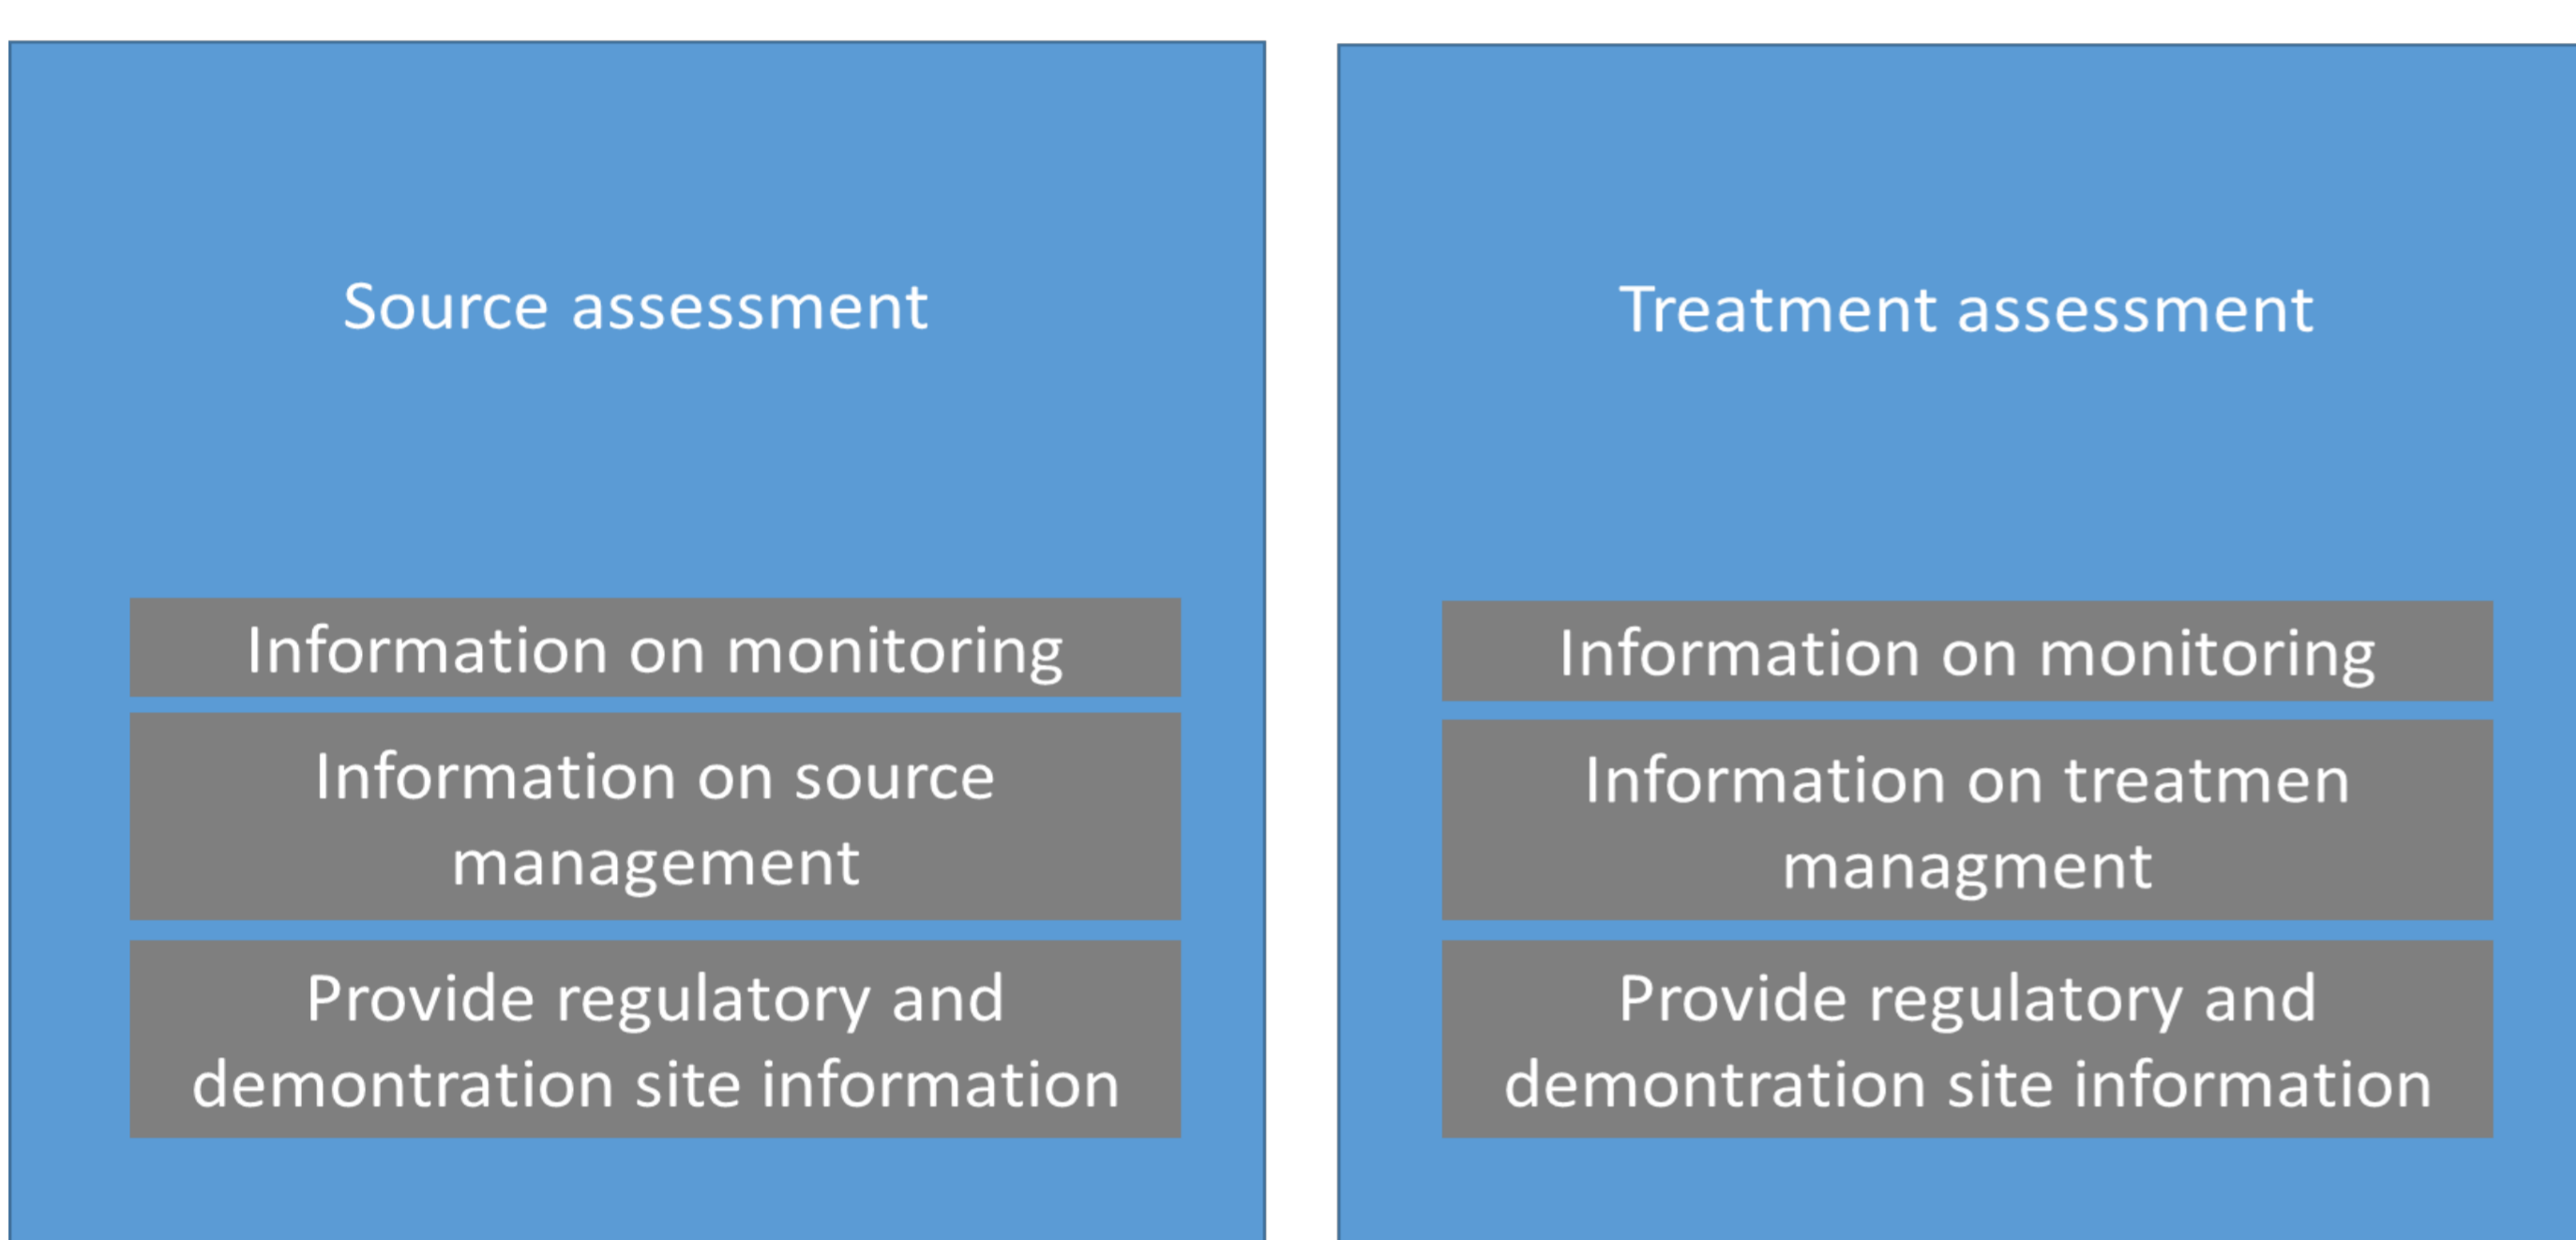 Source assessment
Information on monitoring
Information on source
management
Provide regulatory and
demontration site information
Treatment assessment
Information on monitoring
Information on treatmen
managment
Provide regulatory and
demontration site information